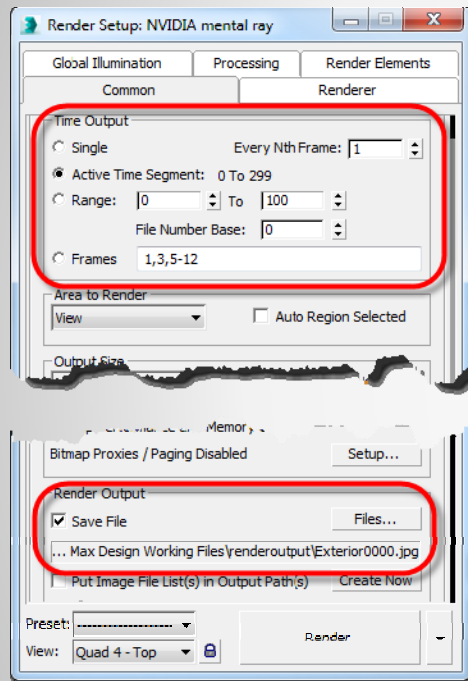 Render Setup: NVIDIA mental ray
Global Illumination Processing Render Elements
Common Renderer
Time Output
Single Every Nth Frame: 1
Active Time Segment: 0 To 299
Range: 0 To 100
File Number Base: 0
Frames 1,3,5-12
Area to Render
View Auto Region Selected
Output Size
Memory
Bitmap Proxies / Paging Disabled Setup...
Render Output
Save File Files...
... Max Design Working Files\renderoutput\Exterior0000.jpg
Put Image File List(s) in Output Path(s) Create Now
Preset: -------------------
View: Quad 4 - Top
Render